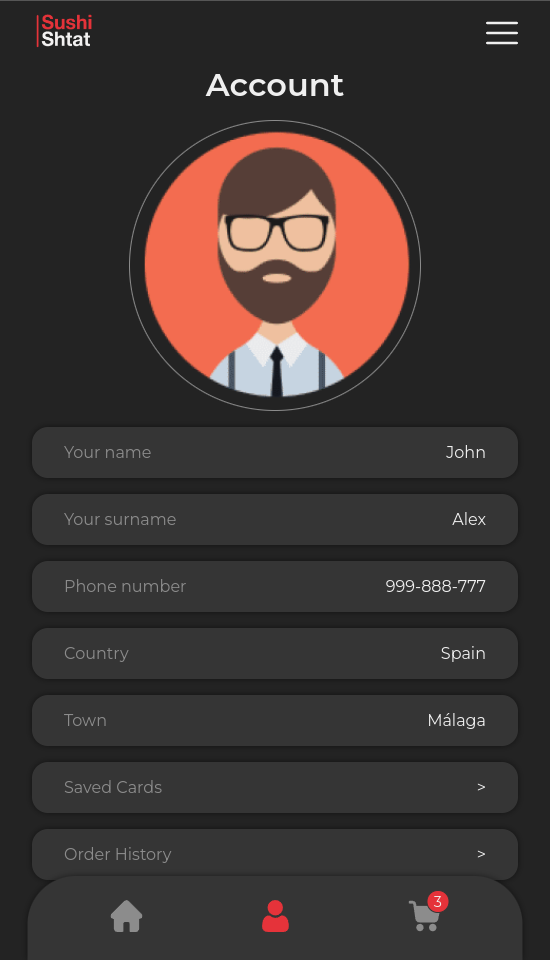 Sushi
Shtat
Account
Your name John
Your surname Alex
Phone number 999-888-777
Country Spain
Town Málaga
Saved Cards >
Order History >
3